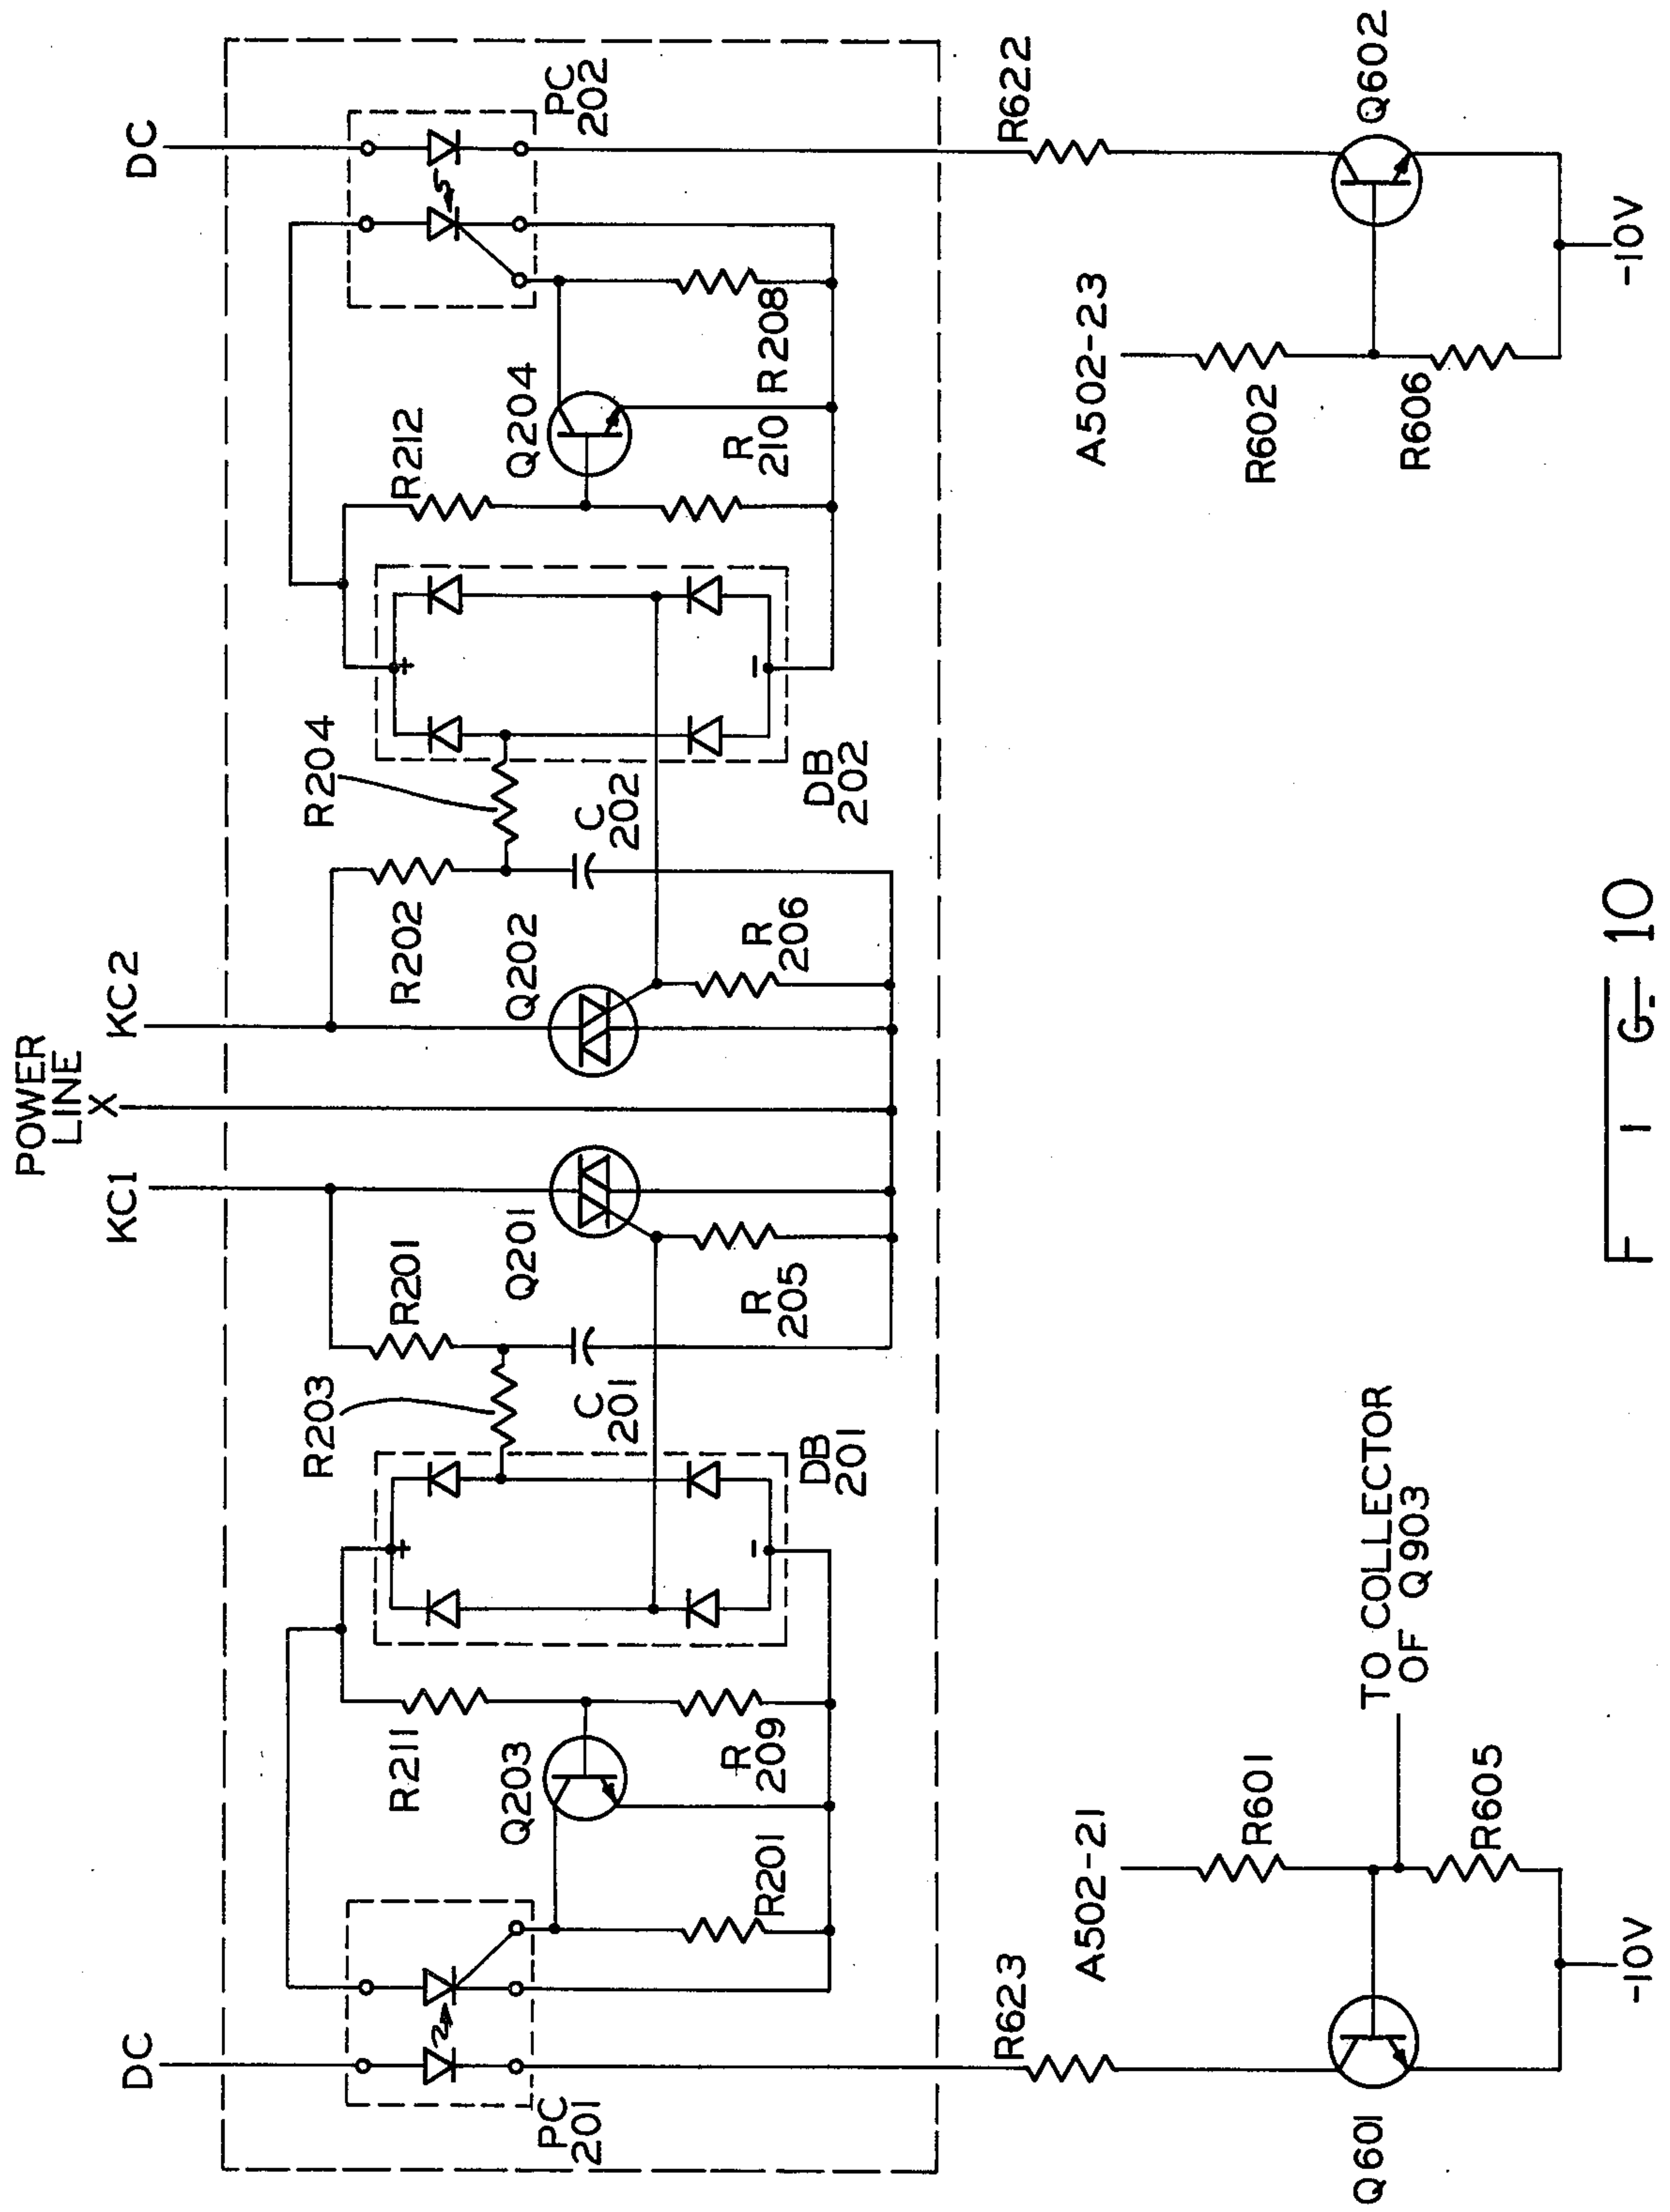 DC
PC
201
R211
Q203
R201
R
209
DB
201
R203
C
201
R201
Q201
R
205
KC1
POWER
LINE
X
KC2
R202
Q202
R
206
R204
C
202
DB
202
R212
Q204
R
210
R208
DC
PC
202
+
-
+
-
R623
A502-21
R601
R605
Q601
-10V
TO COLLECTOR
OF Q903
R622
A502-23
R602
R606
Q602
-10V
FIG. 10